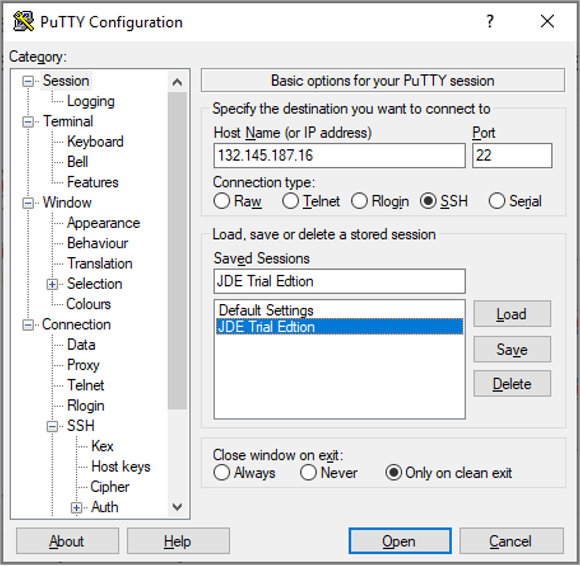 PuTTY Configuration
?
Category:
Session
Logging
Terminal
Keyboard
Bell
Features
Window
Appearance
Behaviour
Translation
Selection
Colours
Connection
Data
Proxy
Telnet
Rlogin
SSH
Kex
Host keys
Cipher
Auth
Basic options for your PuTTY session
Specify the destination you want to connect to
Host Name (or IP address) Port
132.145.187.16 22
Connection type:
Raw Telnet Rlogin SSH Serial
Load, save or delete a stored session
Saved Sessions
JDE Trial Edtion
Default Settings
JDE Trial Edtion
Load
Save
Delete
Close window on exit:
Always Never Only on clean exit
About Help Open Cancel